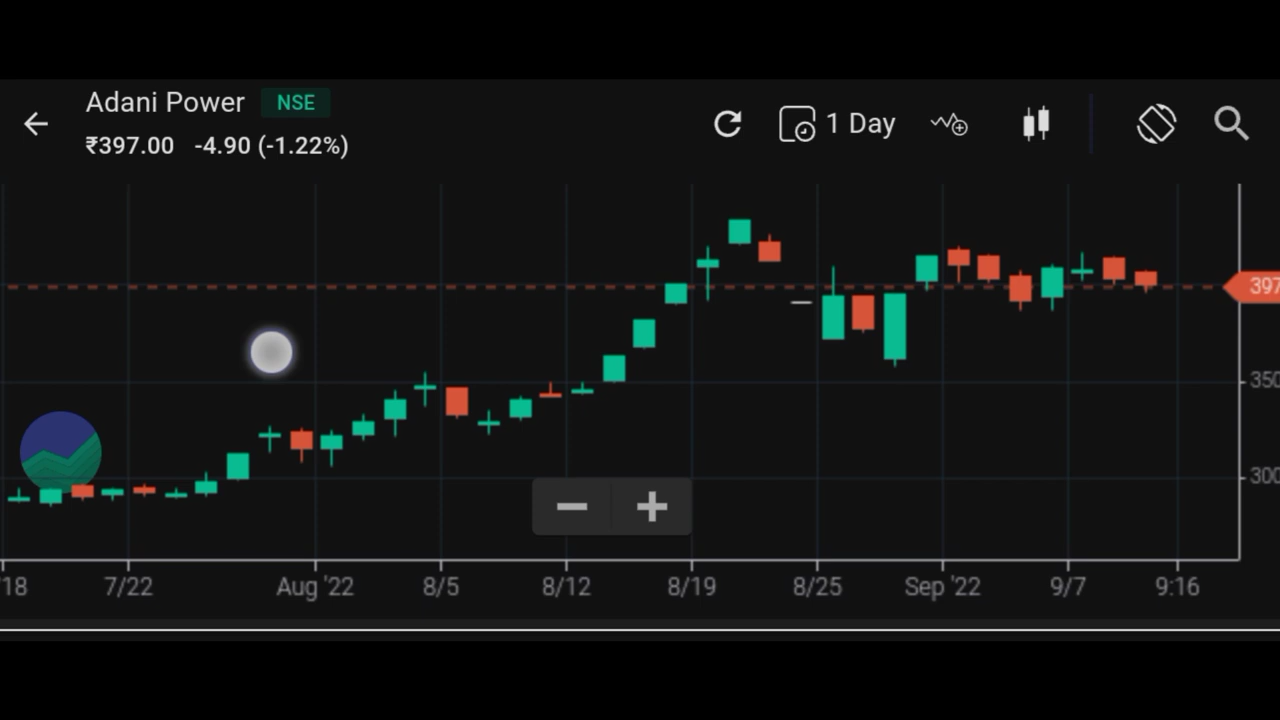 Adani Power NSE
₹397.00 -4.90 (-1.22%)
1 Day
397
350
300
/18 7/22 Aug '22 8/5 8/12 8/19 8/25 Sep '22 9/7 9:16